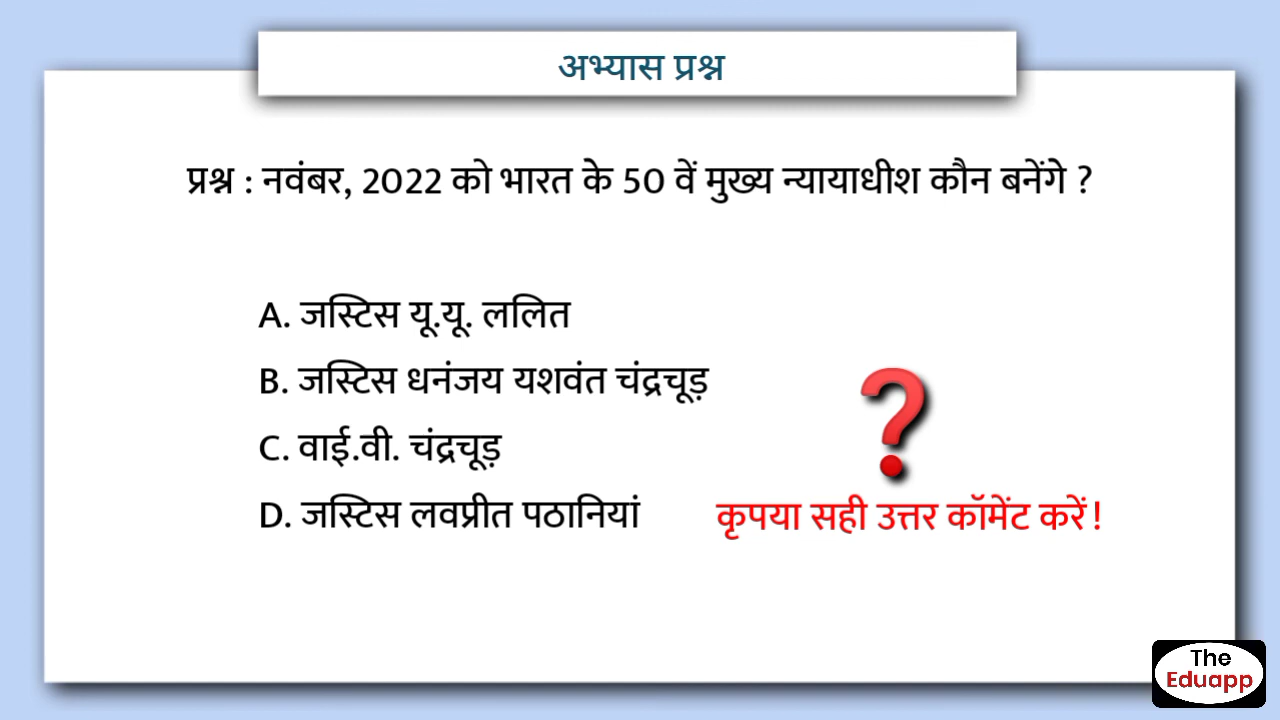 अभ्यास प्रश्न
प्रश्न : नवंबर, 2022 को भारत के 50 वें मुख्य न्यायाधीश कौन बनेंगे ?
A. जस्टिस यू.यू. ललित
B. जस्टिस धनंजय यशवंत चंद्रचूड़
C. वाई.वी. चंद्रचूड़
D. जस्टिस लवप्रीत पठानियां
कृपया सही उत्तर कॉमेंट करें!
The
Eduapp